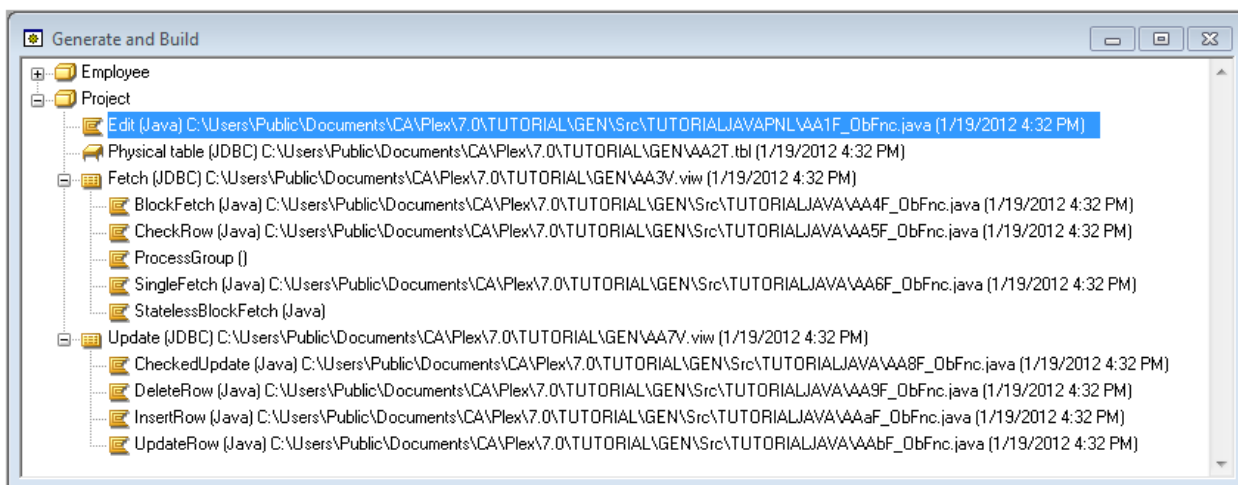 Generate and Build
Employee
Project
Edit (Java) C:\Users\Public\Documents\CA\Plex\7.0\TUTORIAL\GEN\Src\TUTORIALJAVAPNL\AA1F_ObFnc.java (1/19/2012 4:32 PM)
Physical table (JDBC) C:\Users\Public\Documents\CA\Plex\7.0\TUTORIAL\GEN\AA2T.tbl (1/19/2012 4:32 PM)
Fetch (JDBC) C:\Users\Public\Documents\CA\Plex\7.0\TUTORIAL\GEN\AA3V.viw (1/19/2012 4:32 PM)
BlockFetch (Java) C:\Users\Public\Documents\CA\Plex\7.0\TUTORIAL\GEN\Src\TUTORIALJAVA\AA4F_ObFnc.java (1/19/2012 4:32 PM)
CheckRow (Java) C:\Users\Public\Documents\CA\Plex\7.0\TUTORIAL\GEN\Src\TUTORIALJAVA\AA5F_ObFnc.java (1/19/2012 4:32 PM)
ProcessGroup ()
SingleFetch (Java) C:\Users\Public\Documents\CA\Plex\7.0\TUTORIAL\GEN\Src\TUTORIALJAVA\AA6F_ObFnc.java (1/19/2012 4:32 PM)
StatelessBlockFetch (Java)
Update (JDBC) C:\Users\Public\Documents\CA\Plex\7.0\TUTORIAL\GEN\AA7V.viw (1/19/2012 4:32 PM)
CheckedUpdate (Java) C:\Users\Public\Documents\CA\Plex\7.0\TUTORIAL\GEN\Src\TUTORIALJAVA\AA8F_ObFnc.java (1/19/2012 4:32 PM)
DeleteRow (Java) C:\Users\Public\Documents\CA\Plex\7.0\TUTORIAL\GEN\Src\TUTORIALJAVA\AA9F_ObFnc.java (1/19/2012 4:32 PM)
InsertRow (Java) C:\Users\Public\Documents\CA\Plex\7.0\TUTORIAL\GEN\Src\TUTORIALJAVA\AAaF_ObFnc.java (1/19/2012 4:32 PM)
UpdateRow (Java) C:\Users\Public\Documents\CA\Plex\7.0\TUTORIAL\GEN\Src\TUTORIALJAVA\AAbF_ObFnc.java (1/19/2012 4:32 PM)